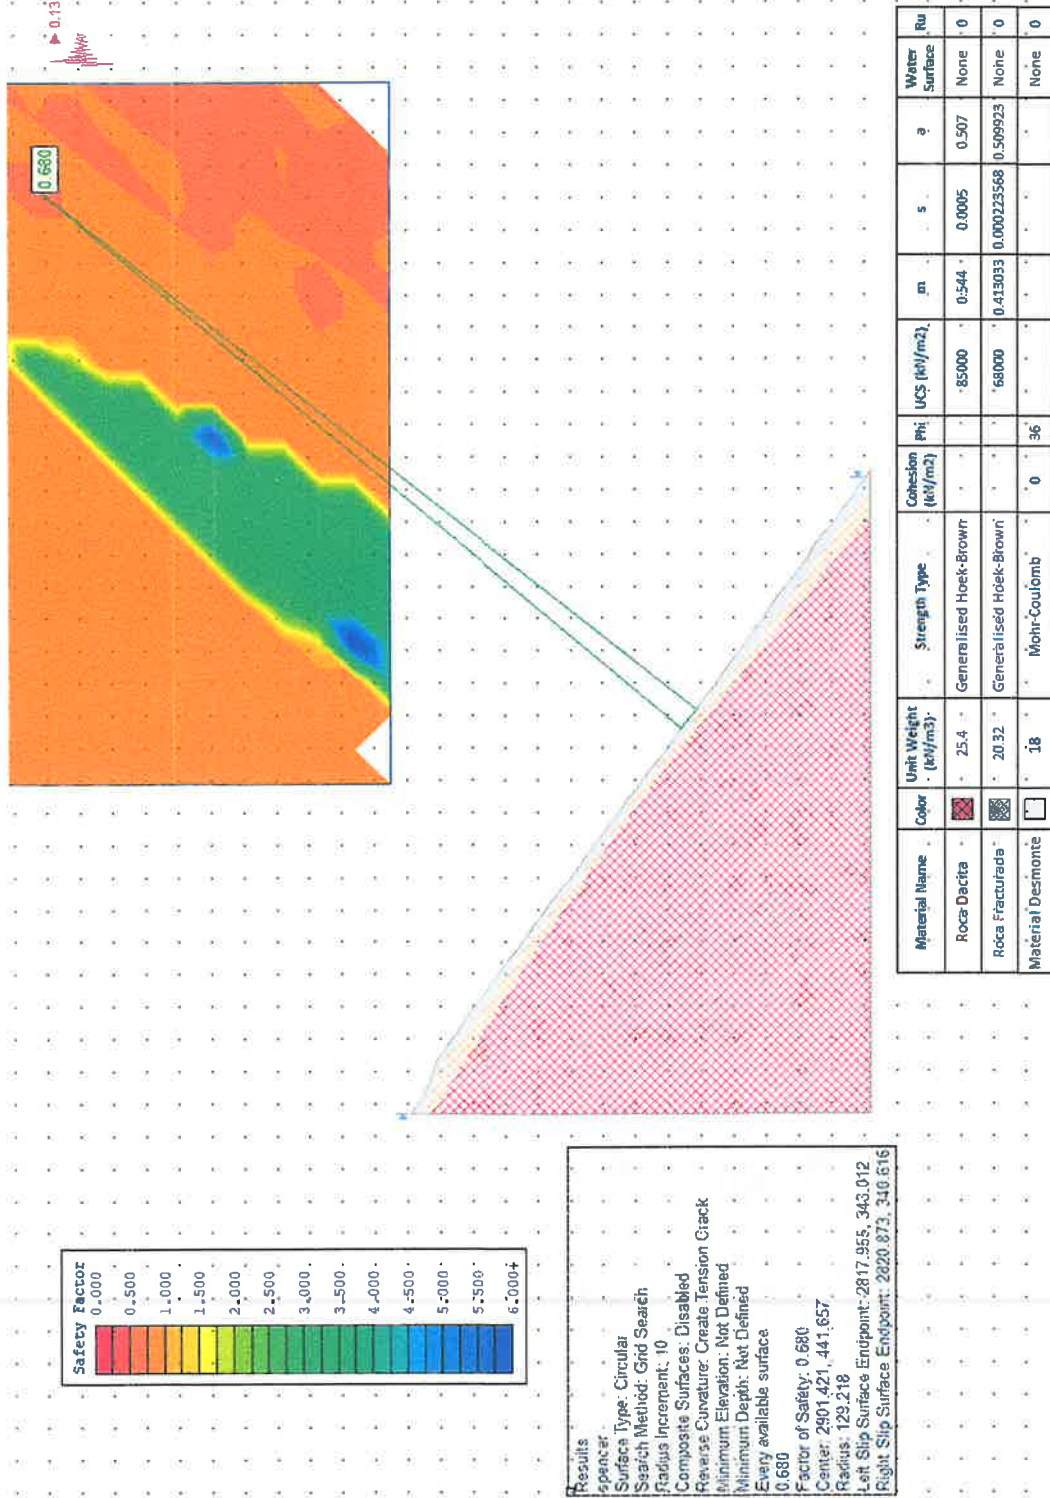 0.13
0.680
Safety Factor
0.000
0.500
1.000
1.500
2.000
2.500
3.000
3.500
4.000
4.500
5.000
5.500
6.000+
Results
spencer
Surface Type: Circular
Search Method: Grid Search
Radius Increment: 10
Composite Surfaces: Disabled
Reverse Curvature: Create Tension Crack
Minimum Elevation: Not Defined
Minimum Depth: Not Defined
Every available surface
0.680
Factor of Safety: 0.680
Center: 2901.421, 441.657
Radius: 129.218
Left Slip Surface Endpoint: 2817.955, 343.012
Right Slip Surface Endpoint: 2820.873, 340.616
Material Name Color Unit Weight (kN/m3) Strength Type Cohesion (kN/m2) Phi UCS (kN/m2) m s a Water Surface Ru
Roca Dacita 25.4 Generalised Hoek-Brown 85000 0.544 0.0005 0.507 None 0
Roca Fracturada 20.32 Generalised Hoek-Brown 68000 0.413033 0.000223568 0.509923 None 0
Material Desmonte 18 Mohr-Coulomb 0 36 None 0